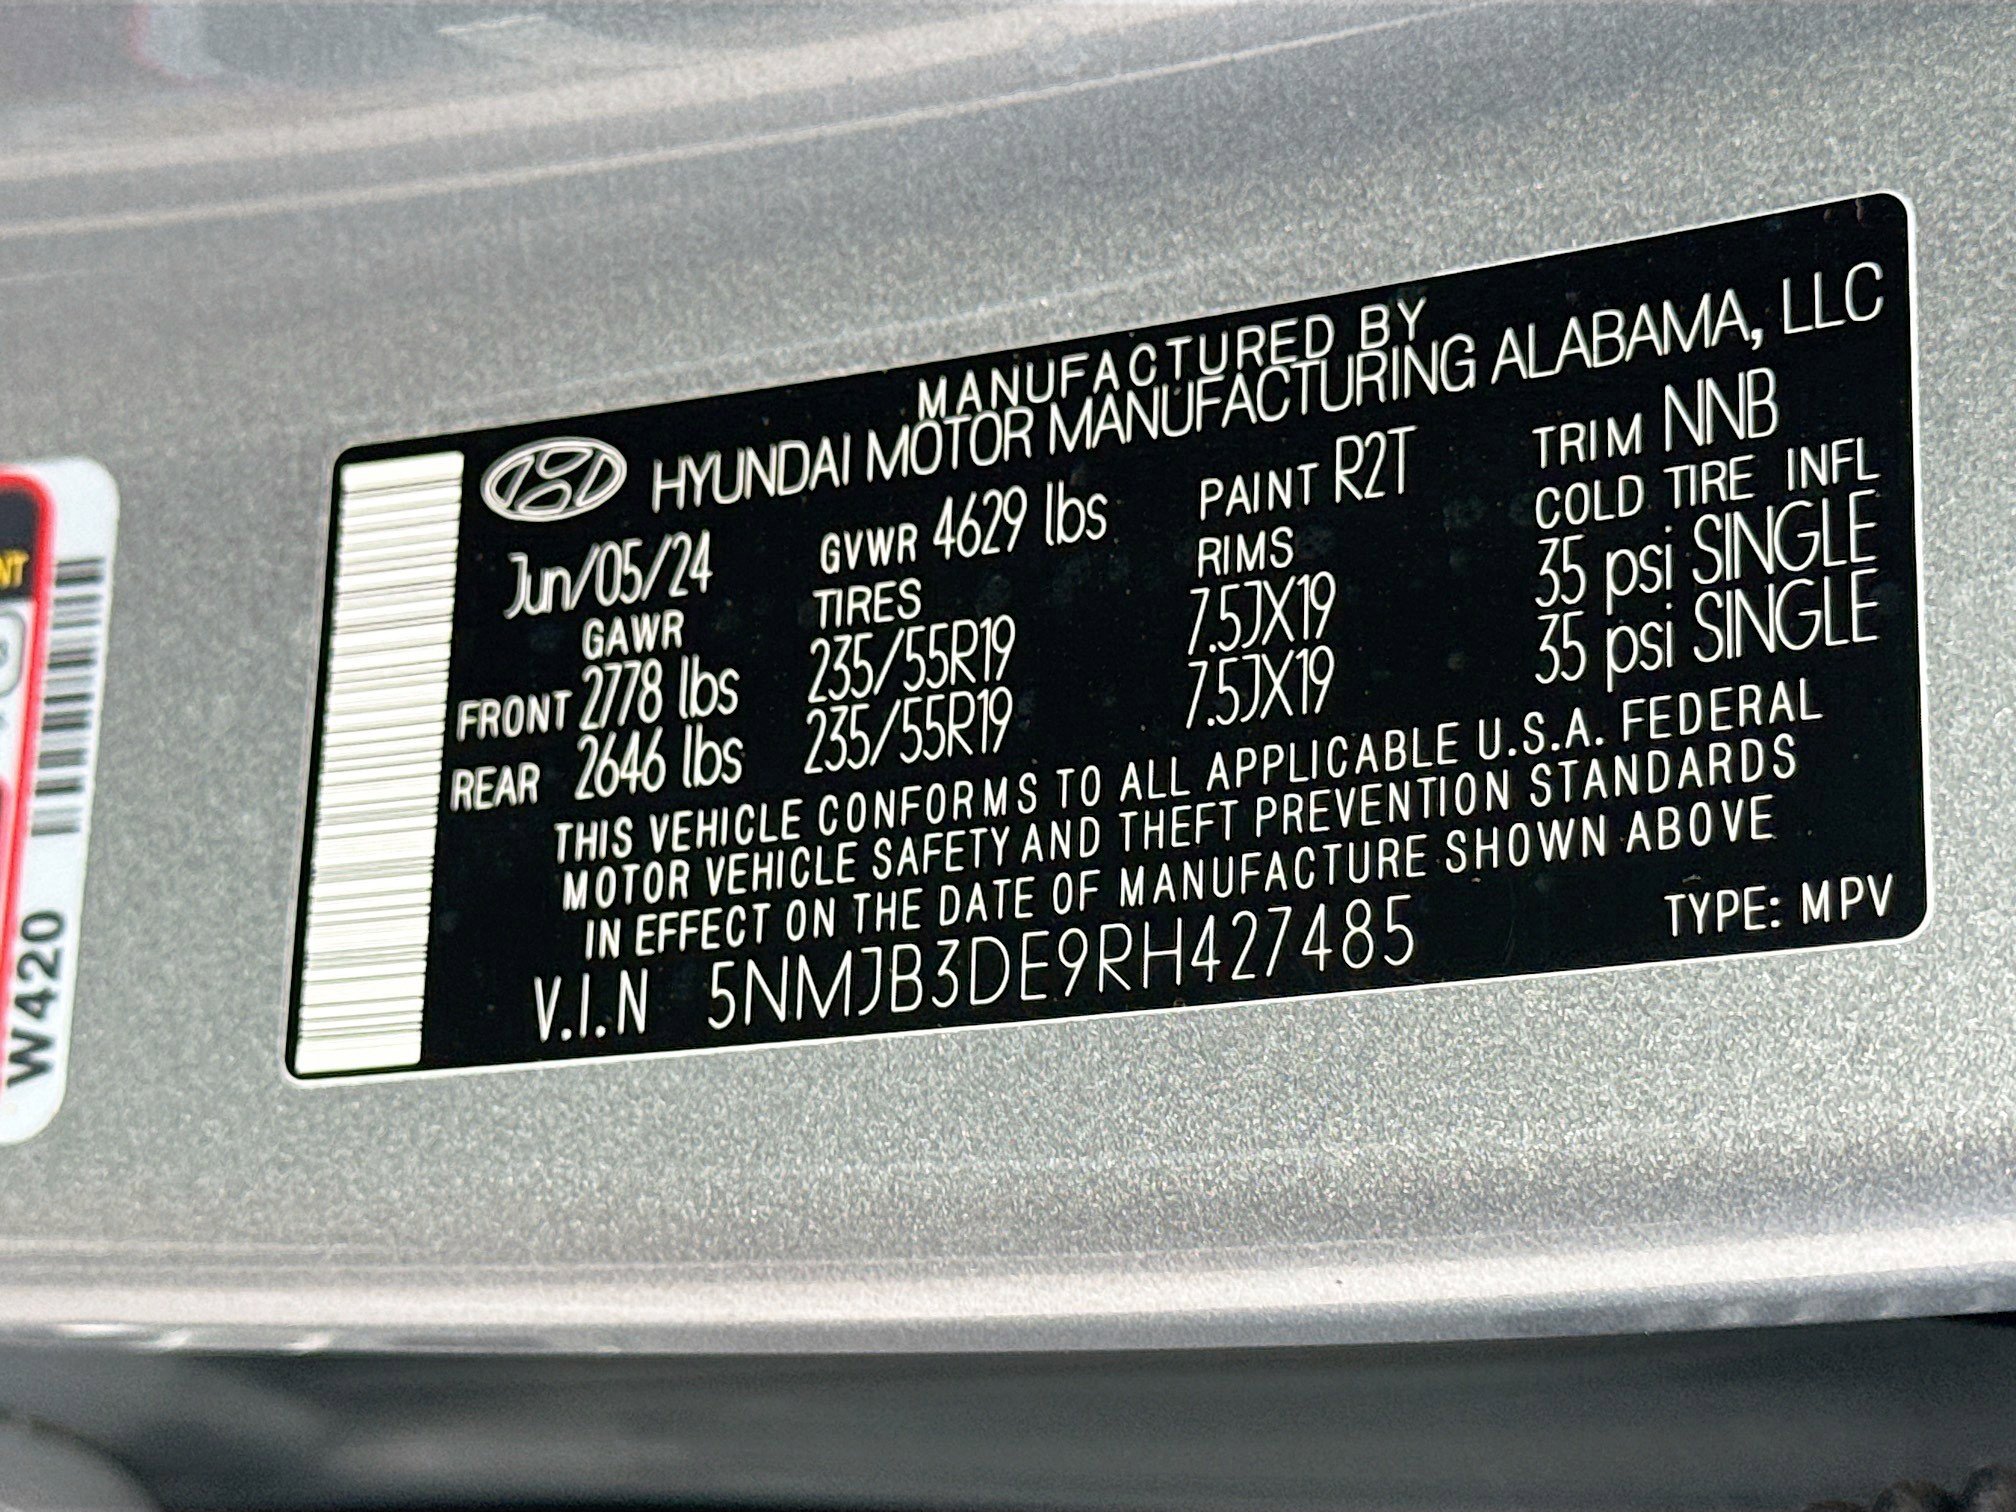 MANUFACTURED BY
HYUNDAI MOTOR MANUFACTURING ALABAMA, LLC
Jun/05/24 GVWR 4629 lbs PAINT R2T TRIM NNB
GAWR TIRES RIMS COLD TIRE INFL
FRONT 2778 lbs 235/55R19 7.5JX19 35 psi SINGLE
REAR 2646 lbs 235/55R19 7.5JX19 35 psi SINGLE
THIS VEHICLE CONFORMS TO ALL APPLICABLE U.S.A. FEDERAL
MOTOR VEHICLE SAFETY AND THEFT PREVENTION STANDARDS
IN EFFECT ON THE DATE OF MANUFACTURE SHOWN ABOVE
V.I.N 5NMJB3DE9RH427485 TYPE: MPV
W420